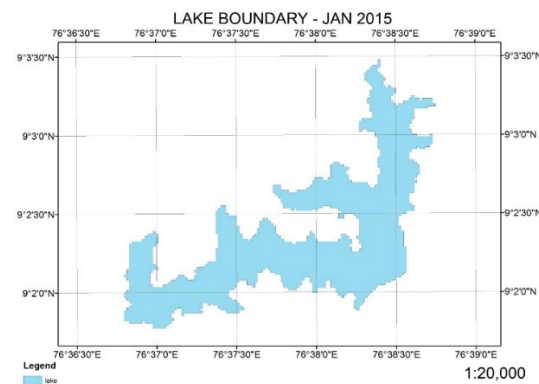 LAKE BOUNDARY - JAN 2015
76°36'30"E 76°37'0"E 76°37'30"E 76°38'0"E 76°38'30"E 76°39'0"E
9°3'30"N 9°3'30"N
9°3'0"N 9°3'0"N
9°2'30"N 9°2'30"N
9°2'0"N 9°2'0"N
76°36'30"E 76°37'0"E 76°37'30"E 76°38'0"E 76°38'30"E 76°39'0"E
Legend
lake
1:20,000